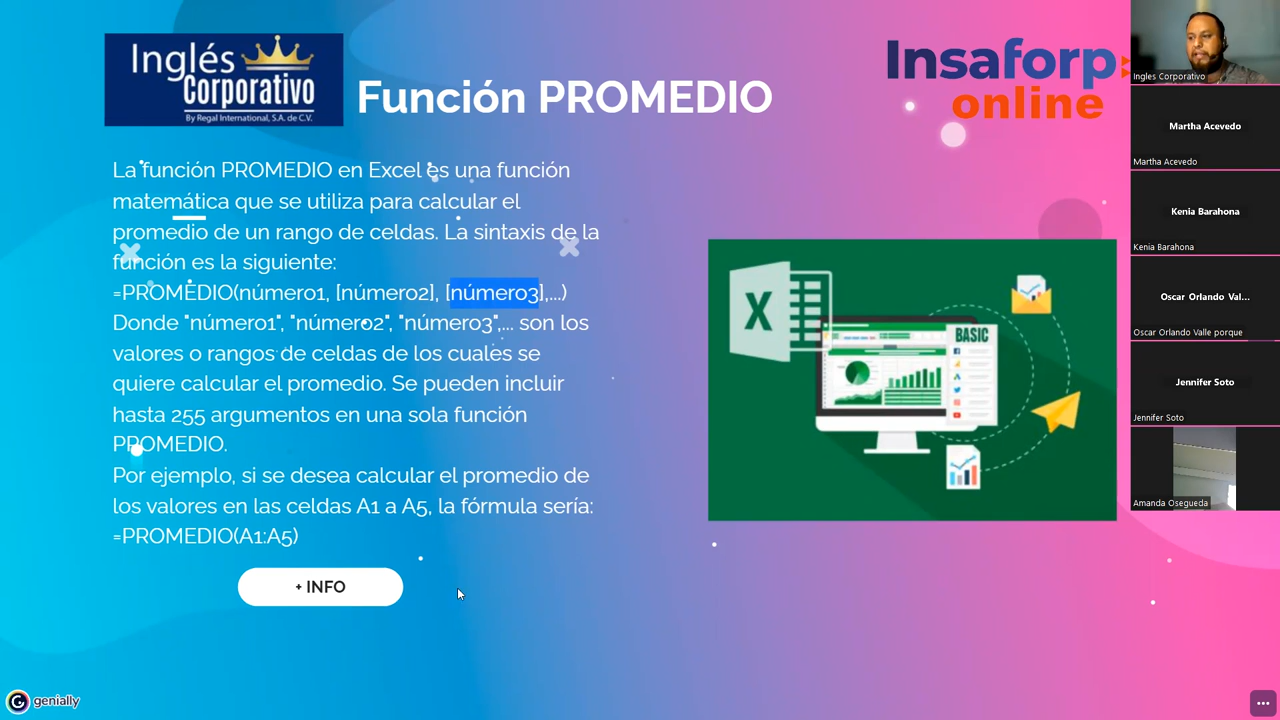 Inglés
Corporativo
By Regal International, S.A. de C.V.
Función PROMEDIO
Insaforp
online
La función PROMEDIO en Excel es una función
matemática que se utiliza para calcular el
promedio de un rango de celdas. La sintaxis de la
función es la siguiente:
=PROMEDIO(número1, [número2], [número3],...)
Donde "número1", "número2", "número3",... son los
valores o rangos de celdas de los cuales se
quiere calcular el promedio. Se pueden incluir
hasta 255 argumentos en una sola función
PROMEDIO.
Por ejemplo, si se desea calcular el promedio de
los valores en las celdas A1 a A5, la fórmula sería:
=PROMEDIO(A1:A5)
+ INFO
X
BASIC
genially
Ingles Corporativo
Martha Acevedo
Martha Acevedo
Kenia Barahona
Kenia Barahona
Oscar Orlando Val...
Oscar Orlando Valle porque
Jennifer Soto
Jennifer Soto
Amanda Osegueda